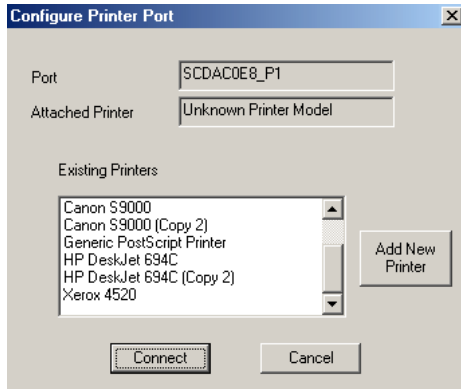 Configure Printer Port
Port
SCDAC0E8_P1
Attached Printer
Unknown Printer Model
Existing Printers
Canon S9000
Canon S9000 (Copy 2)
Generic PostScript Printer
HP DeskJet 694C
HP DeskJet 694C (Copy 2)
Xerox 4520
Add New
Printer
Connect
Cancel